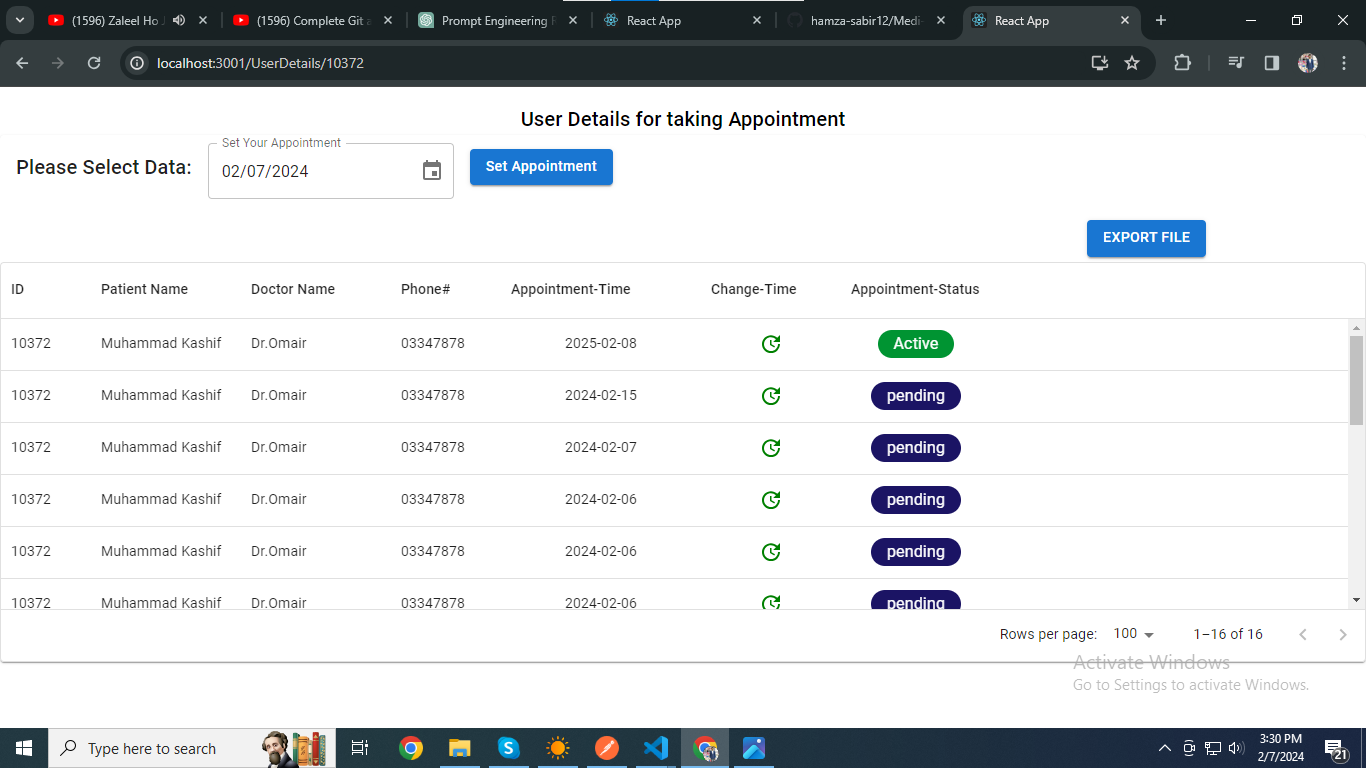 (1596) Zaleel Ho J
(1596) Complete Git a
Prompt Engineering R
React App
hamza-sabir12/Medi-
React App
localhost:3001/UserDetails/10372
User Details for taking Appointment
Set Your Appointment
Please Select Data:
02/07/2024
Set Appointment
EXPORT FILE
ID Patient Name Doctor Name Phone# Appointment-Time Change-Time Appointment-Status
10372 Muhammad Kashif Dr.Omair 03347878 2025-02-08 Active
10372 Muhammad Kashif Dr.Omair 03347878 2024-02-15 pending
10372 Muhammad Kashif Dr.Omair 03347878 2024-02-07 pending
10372 Muhammad Kashif Dr.Omair 03347878 2024-02-06 pending
10372 Muhammad Kashif Dr.Omair 03347878 2024-02-06 pending
10372 Muhammad Kashif Dr.Omair 03347878 2024-02-06 pending
Rows per page: 100 1–16 of 16
Activate Windows
Go to Settings to activate Windows.
Type here to search
3:30 PM
2/7/2024
21